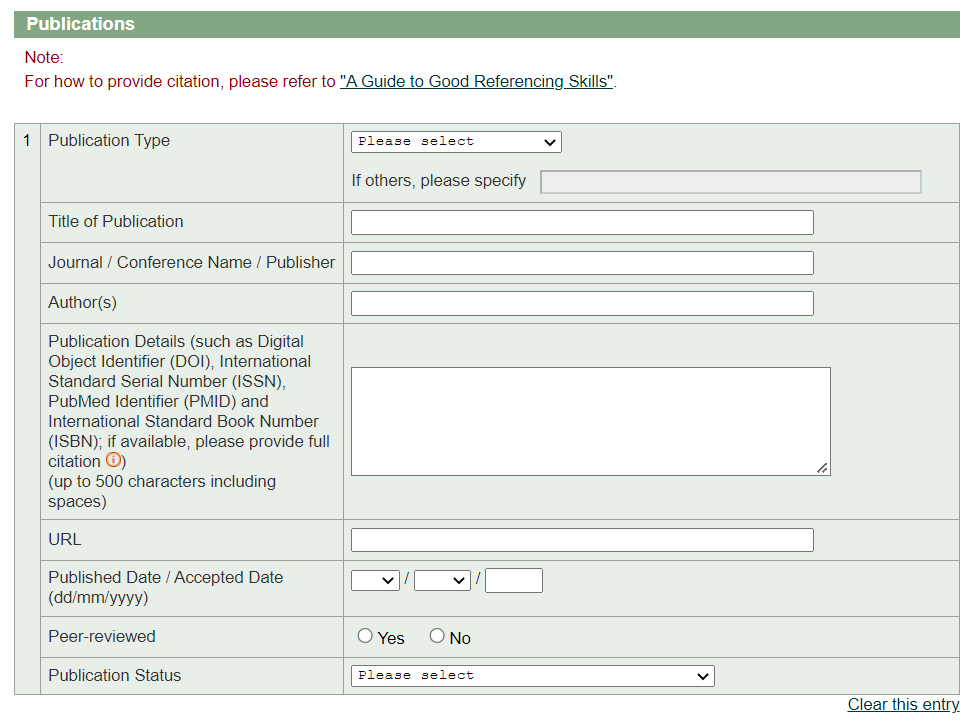 Publications
Note:
For how to provide citation, please refer to "A Guide to Good Referencing Skills".
1
Publication Type
Please select
If others, please specify
Title of Publication
Journal / Conference Name / Publisher
Author(s)
Publication Details (such as Digital
Object Identifier (DOI), International
Standard Serial Number (ISSN),
PubMed Identifier (PMID) and
International Standard Book Number
(ISBN); if available, please provide full
citation ⓘ)
(up to 500 characters including
spaces)
URL
Published Date / Accepted Date
(dd/mm/yyyy)
/ /
Peer-reviewed
Yes No
Publication Status
Please select
Clear this entry